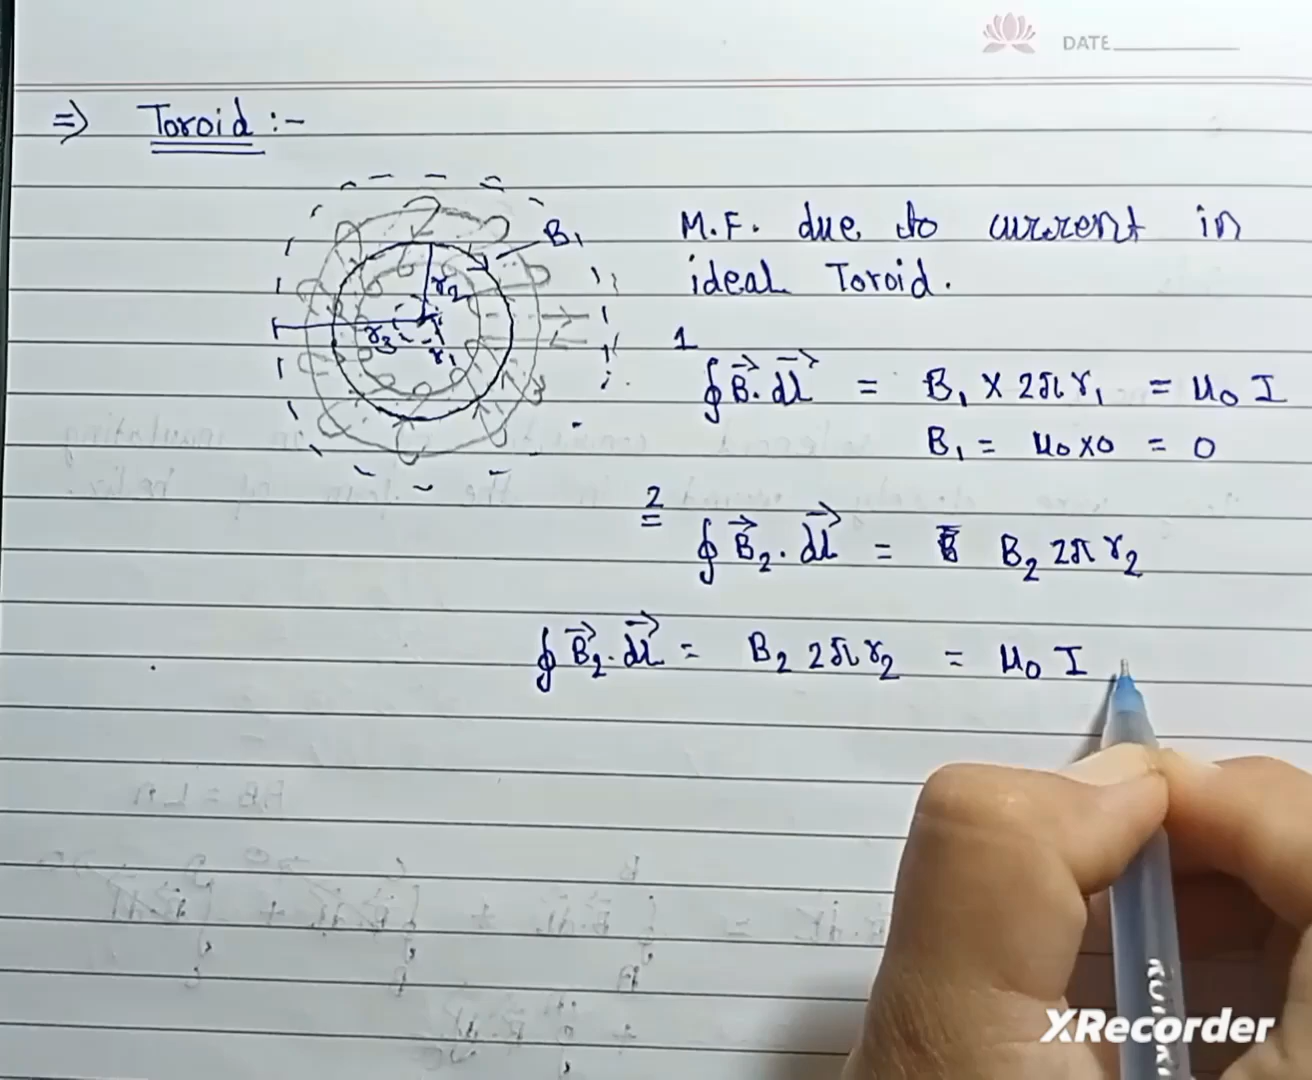 DATE
=> Toroid :-
B₁
r₂
r₃
r₁
M.F. due to current in
ideal Toroid.
1
∮B⃗.dl⃗ = B₁ × 2πr₁ = μ₀ I
B₁ = μ₀×0 = 0
2
∮B⃗₂.dl⃗ = B₂ 2πr₂
∮B⃗₂.dl⃗ = B₂ 2πr₂ = μ₀ I
XRecorder